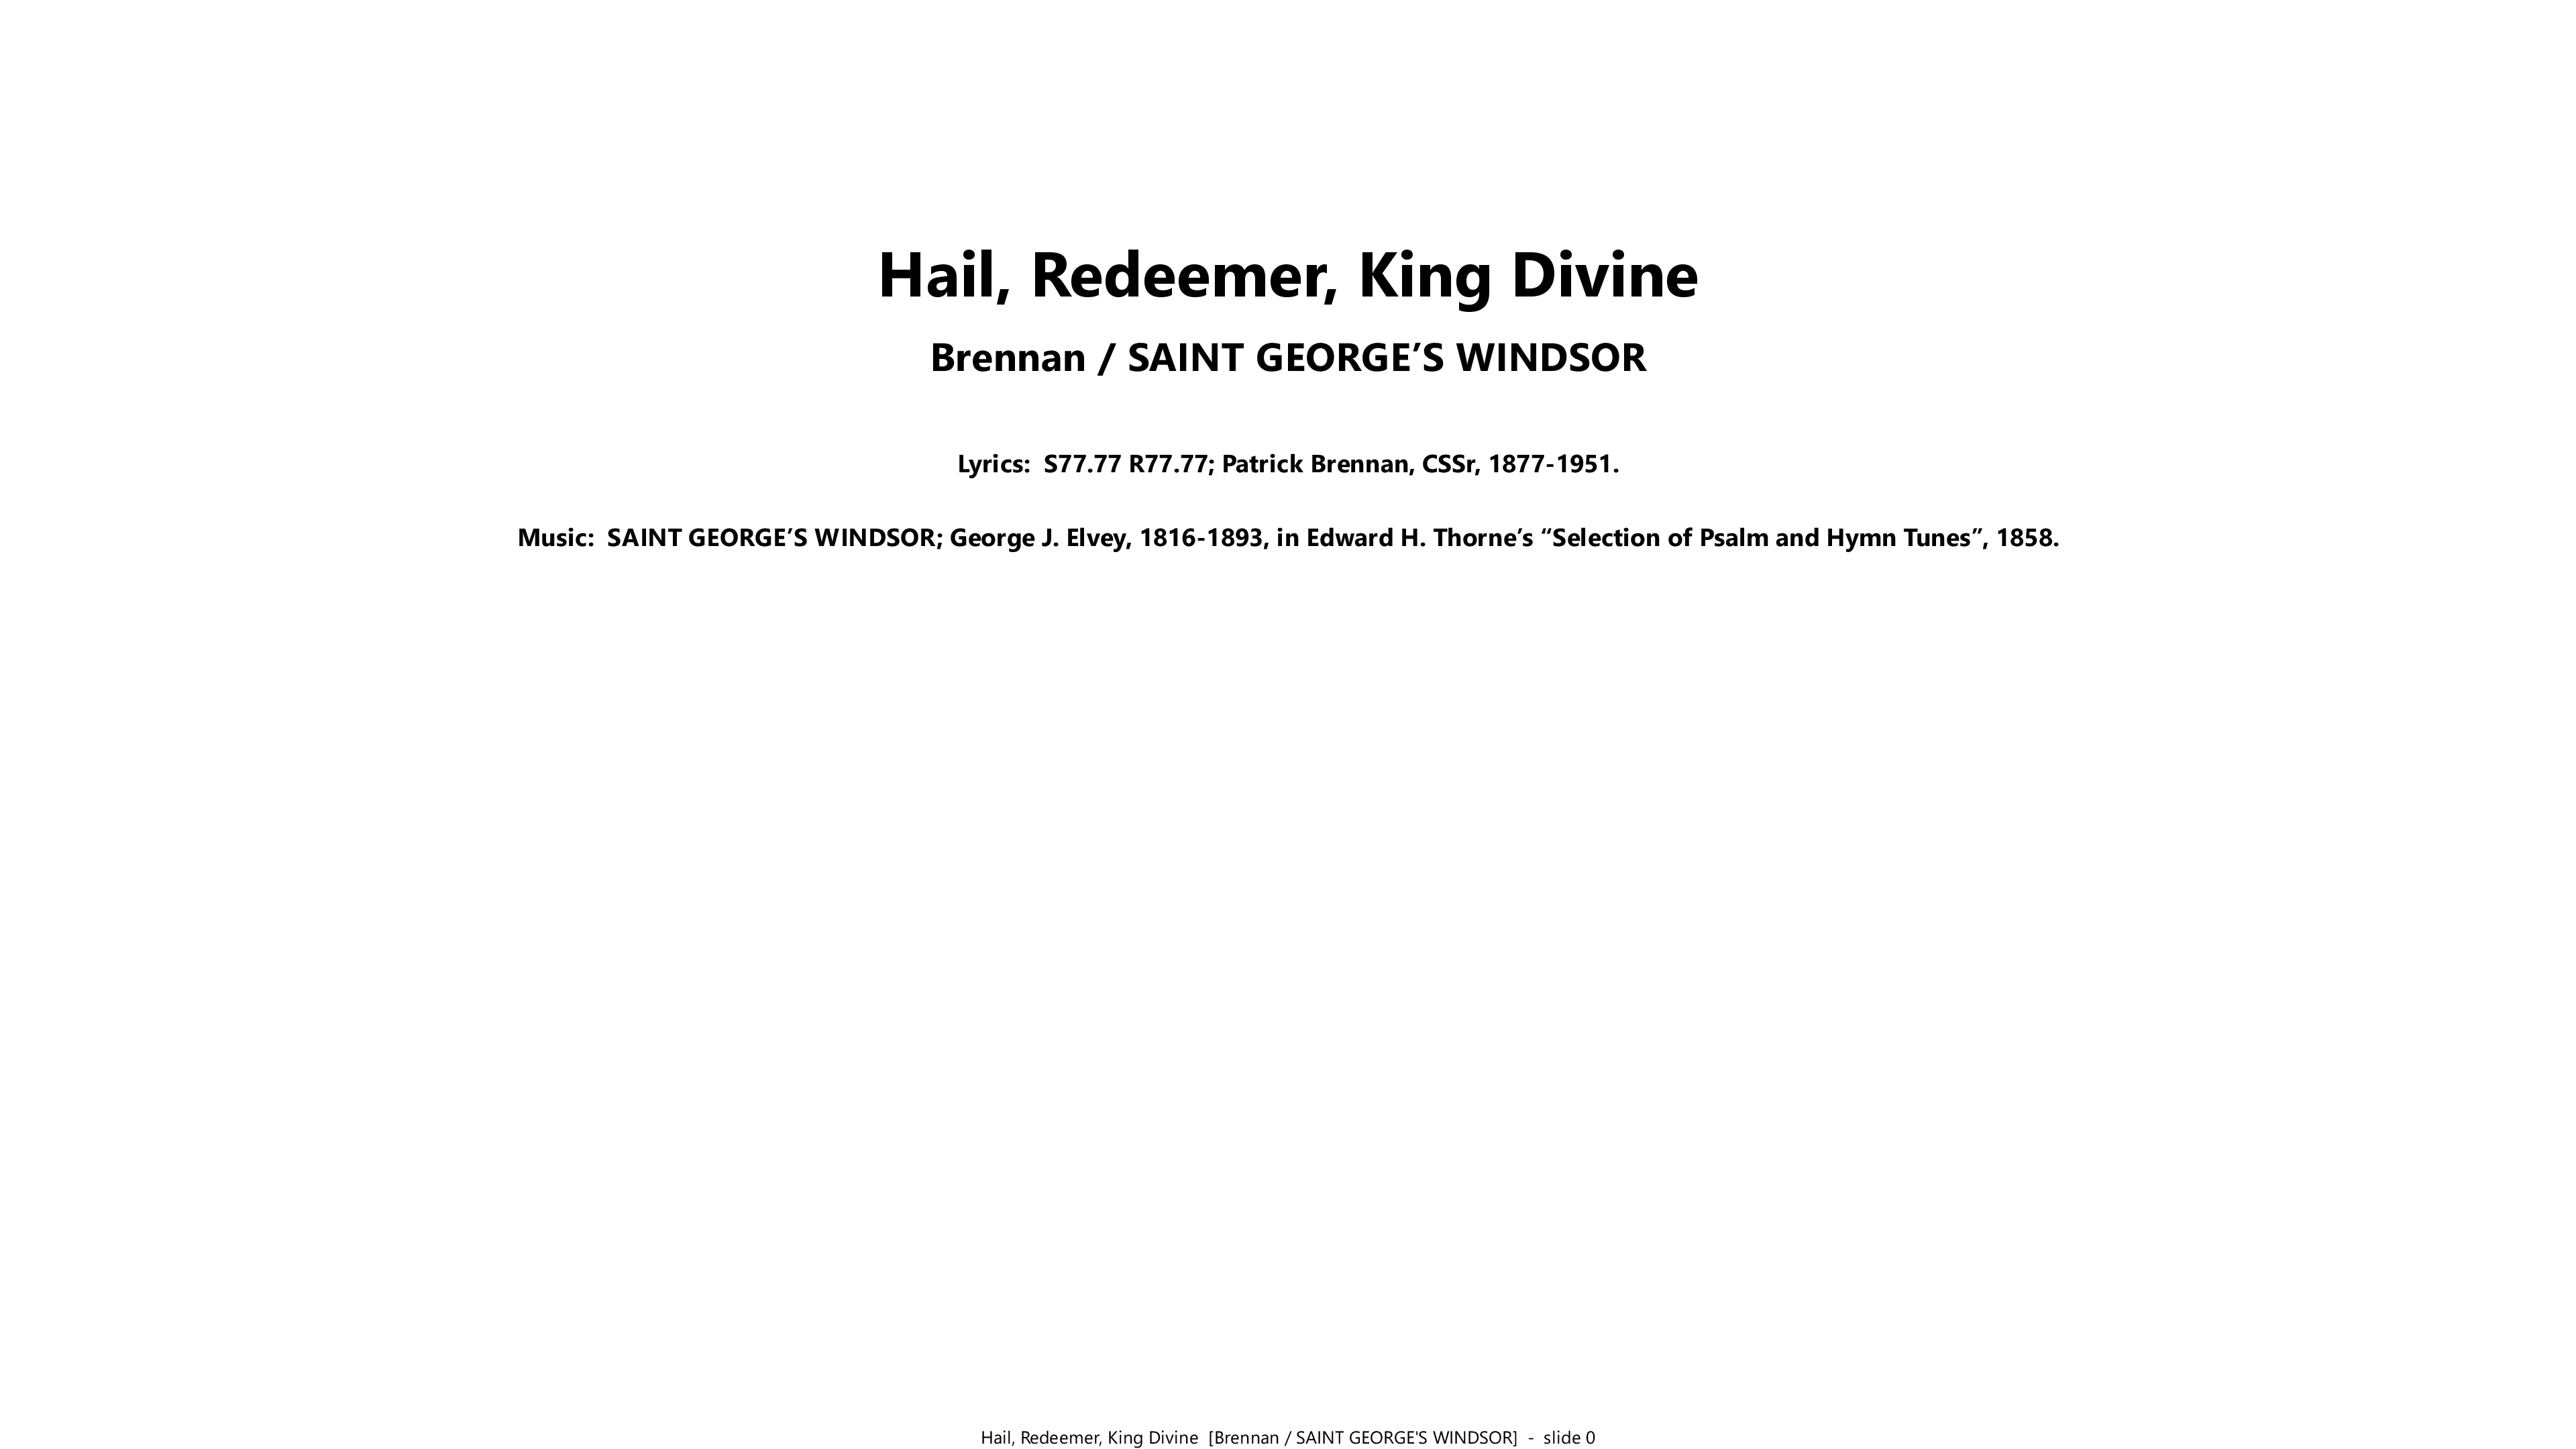 Hail, Redeemer, King Divine
Brennan / SAINT GEORGE’S WINDSOR
Lyrics:  S77.77 R77.77; Patrick Brennan, CSSr, 1877-1951.
Music:  SAINT GEORGE’S WINDSOR; George J. Elvey, 1816-1893, in Edward H. Thorne’s “Selection of Psalm and Hymn Tunes”, 1858.
Hail, Redeemer, King Divine  [Brennan / SAINT GEORGE'S WINDSOR]  -  slide 0